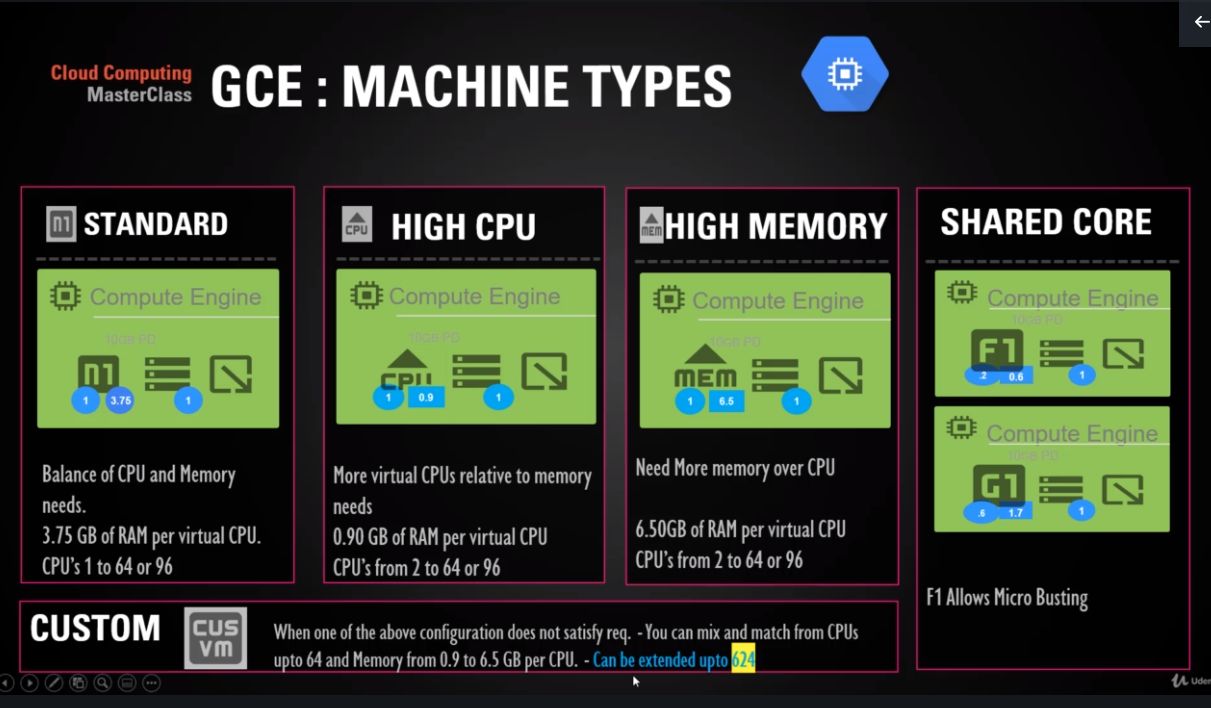 Cloud Computing
MasterClass
GCE : MACHINE TYPES
n1 STANDARD
Compute Engine
10GB PD
n1
1 3.75 1
Balance of CPU and Memory
needs.
3.75 GB of RAM per virtual CPU.
CPU's 1 to 64 or 96
CPU HIGH CPU
Compute Engine
10GB PD
CPU
1 0.9 1
More virtual CPUs relative to memory
needs
0.90 GB of RAM per virtual CPU
CPU's from 2 to 64 or 96
MEM HIGH MEMORY
Compute Engine
10GB PD
MEM
1 6.5 1
Need More memory over CPU
6.50GB of RAM per virtual CPU
CPU's from 2 to 64 or 96
SHARED CORE
Compute Engine
10GB PD
F1
.2 0.6 1
Compute Engine
10GB PD
G1
.6 1.7 1
F1 Allows Micro Busting
CUSTOM
CUS
VM
When one of the above configuration does not satisfy req. - You can mix and match from CPUs
upto 64 and Memory from 0.9 to 6.5 GB per CPU. - Can be extended upto 624
Uder